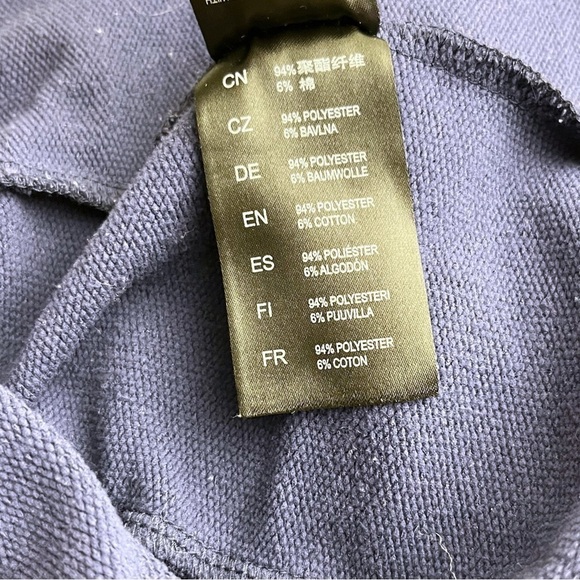 CN 94% 聚酯纤维
6% 棉
CZ 94% POLYESTER
6% BAVLNA
DE 94% POLYESTER
6% BAUMWOLLE
EN 94% POLYESTER
6% COTTON
ES 94% POLIÉSTER
6% ALGODÓN
FI 94% POLYESTERI
6% PUUVILLA
FR 94% POLYESTER
6% COTON